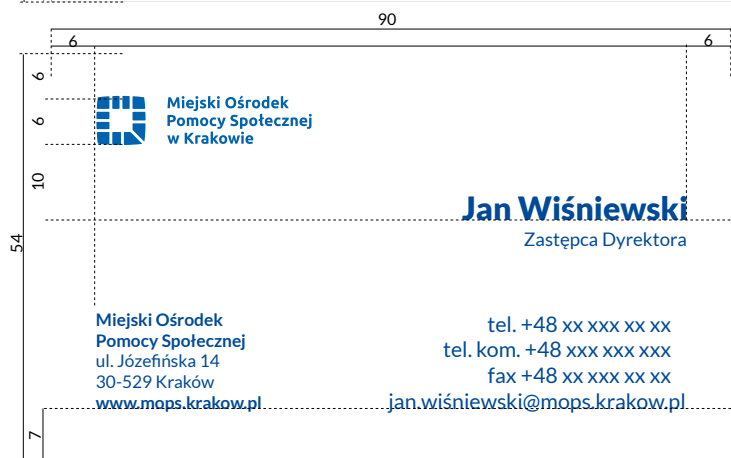 90
6
6
6
6
10
54
Miejski Ośrodek
Pomocy Społecznej
w Krakowie
Jan Wiśniewski
Zastępca Dyrektora
Miejski Ośrodek
Pomocy Społecznej
ul. Józefińska 14
30-529 Kraków
www.mops.krakow.pl
tel. +48 xx xxx xx xx
tel. kom. +48 xxx xxx xxx
fax +48 xx xxx xx xx
jan.wiśniewski@mops.krakow.pl
7